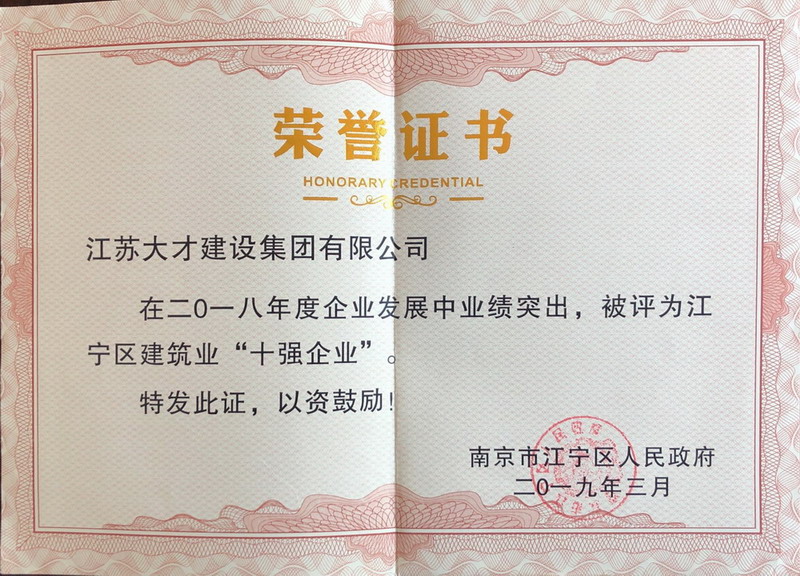 荣誉证书
HONORARY CREDENTIAL
江苏大才建设集团有限公司
在二0一八年度企业发展中业绩突出，被评为江
宁区建筑业“十强企业”。
特发此证，以资鼓励！
南京市江宁区人民政府
二0一九年三月